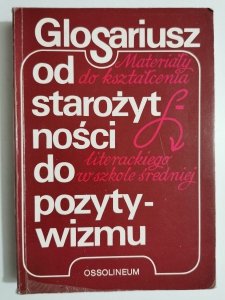 Glosariusz
od Materiały
do kształcenia
starożyt
ności
literackiego
do w szkole średniej
pozyty-
wizmu
OSSOLINEUM